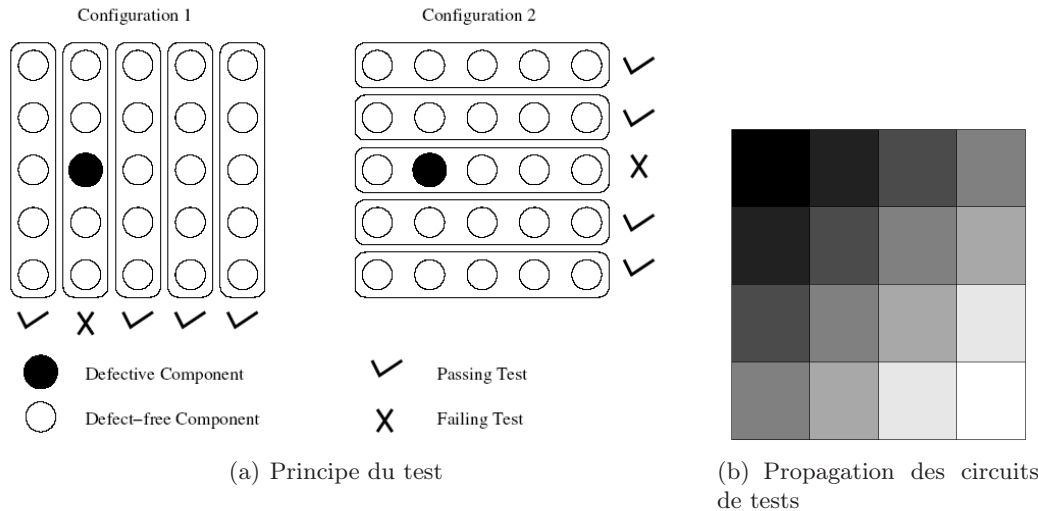 Configuration 1
Configuration 2
Defective Component
Passing Test
Defect-free Component
Failing Test
(a) Principe du test
(b) Propagation des circuits
de tests